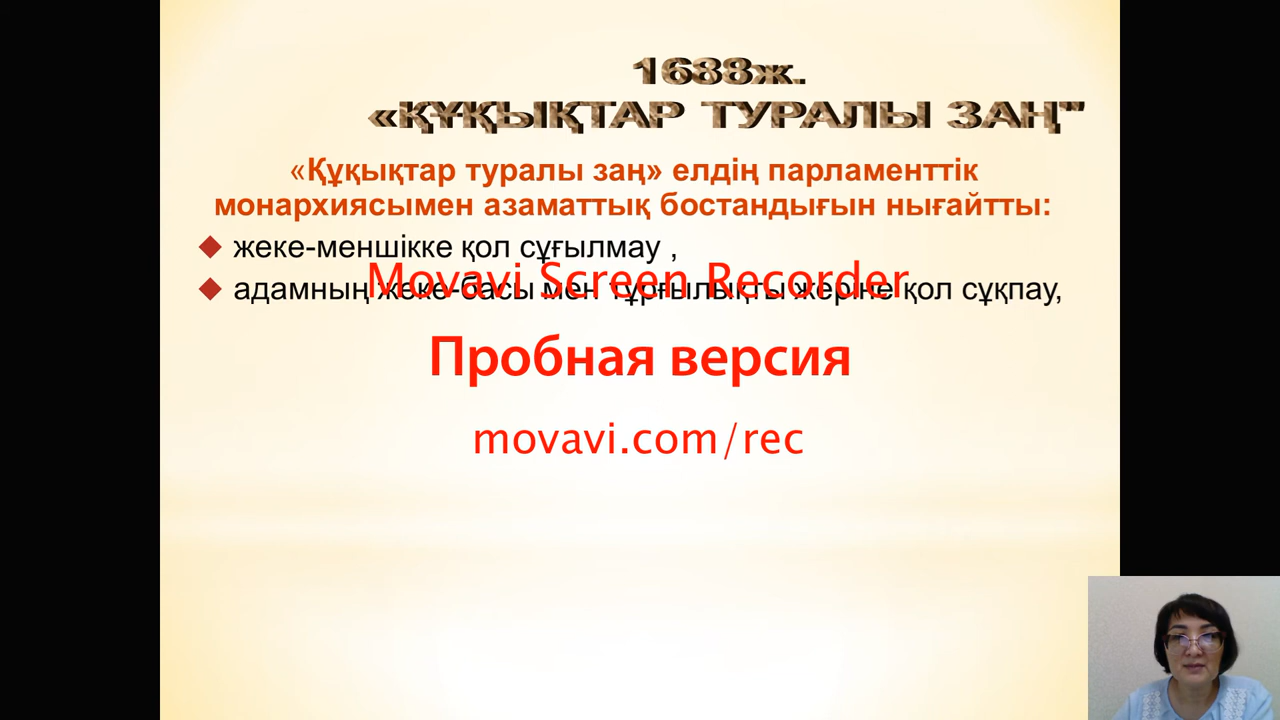 1688ж.
«ҚҰҚЫҚТАР ТУРАЛЫ ЗАҢ"
«Құқықтар туралы заң» елдің парламенттік
монархиясымен азаматтық бостандығын нығайтты:
жеке-меншікке қол сұғылмау ,
адамның жеке-басы мен тұрғылықты жеріне қол сұқпау,
Movavi Screen Recorder
Пробная версия
movavi.com/rec